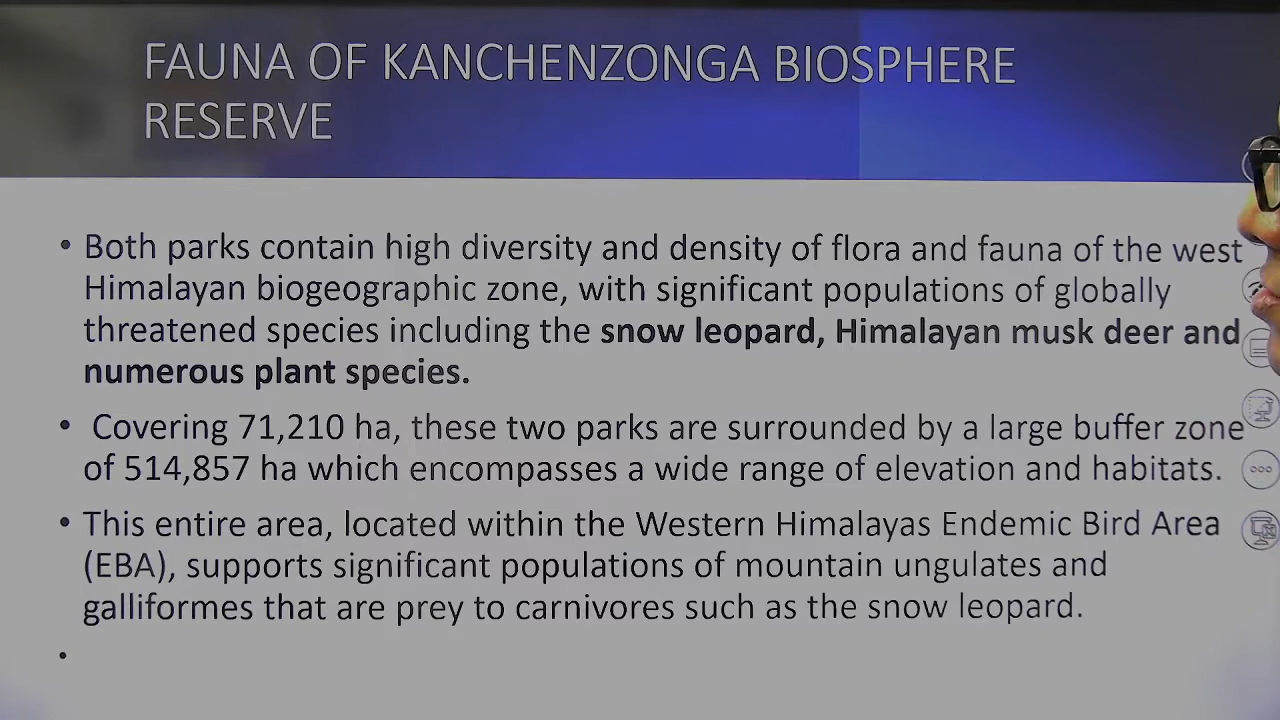 FAUNA OF KANCHENZONGA BIOSPHERE
RESERVE
• Both parks contain high diversity and density of flora and fauna of the west
Himalayan biogeographic zone, with significant populations of globally
threatened species including the snow leopard, Himalayan musk deer and
numerous plant species.
• Covering 71,210 ha, these two parks are surrounded by a large buffer zone
of 514,857 ha which encompasses a wide range of elevation and habitats.
• This entire area, located within the Western Himalayas Endemic Bird Area
(EBA), supports significant populations of mountain ungulates and
galliformes that are prey to carnivores such as the snow leopard.
•